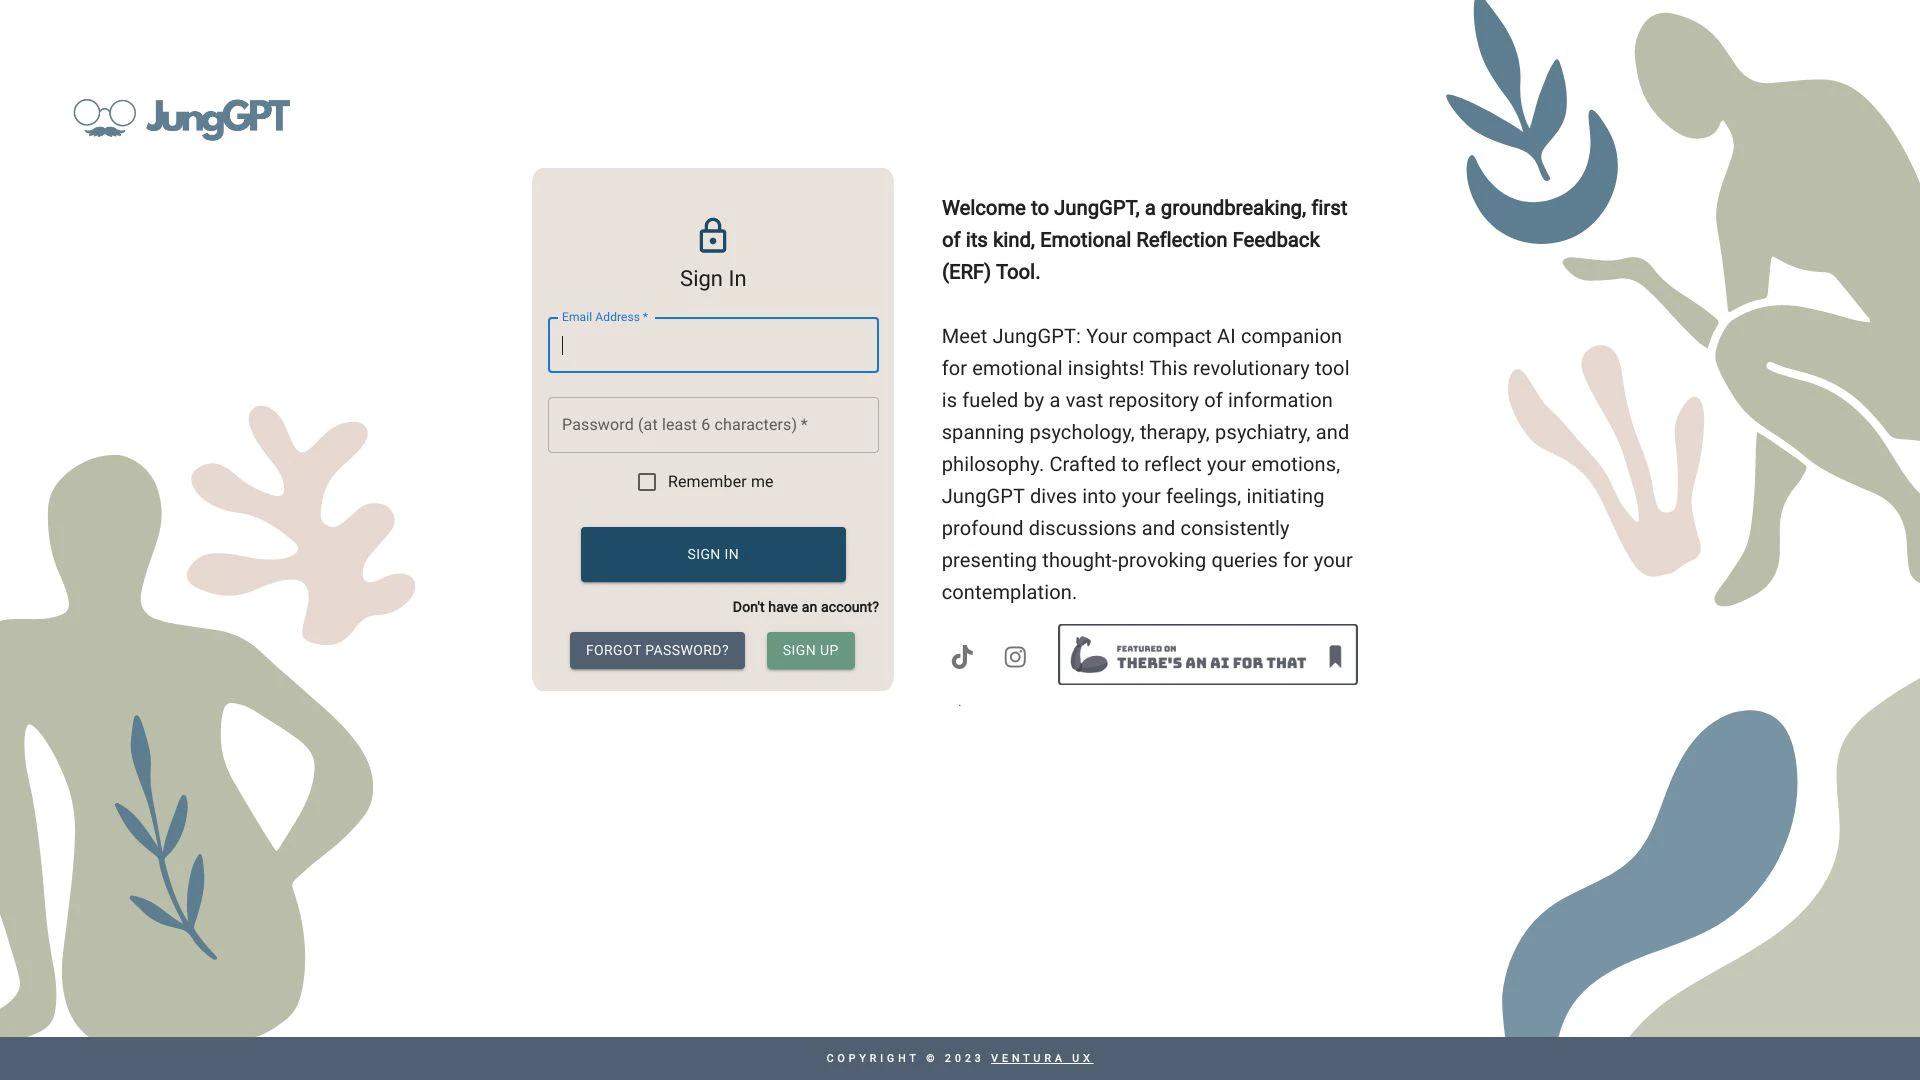 JungGPT
Sign In
Email Address *
Password (at least 6 characters) *
Remember me
SIGN IN
Don't have an account?
FORGOT PASSWORD?
SIGN UP
Welcome to JungGPT, a groundbreaking, first
of its kind, Emotional Reflection Feedback
(ERF) Tool.
Meet JungGPT: Your compact AI companion
for emotional insights! This revolutionary tool
is fueled by a vast repository of information
spanning psychology, therapy, psychiatry, and
philosophy. Crafted to reflect your emotions,
JungGPT dives into your feelings, initiating
profound discussions and consistently
presenting thought-provoking queries for your
contemplation.
FEATURED ON
THERE'S AN AI FOR THAT
.
COPYRIGHT © 2023 VENTURA UX